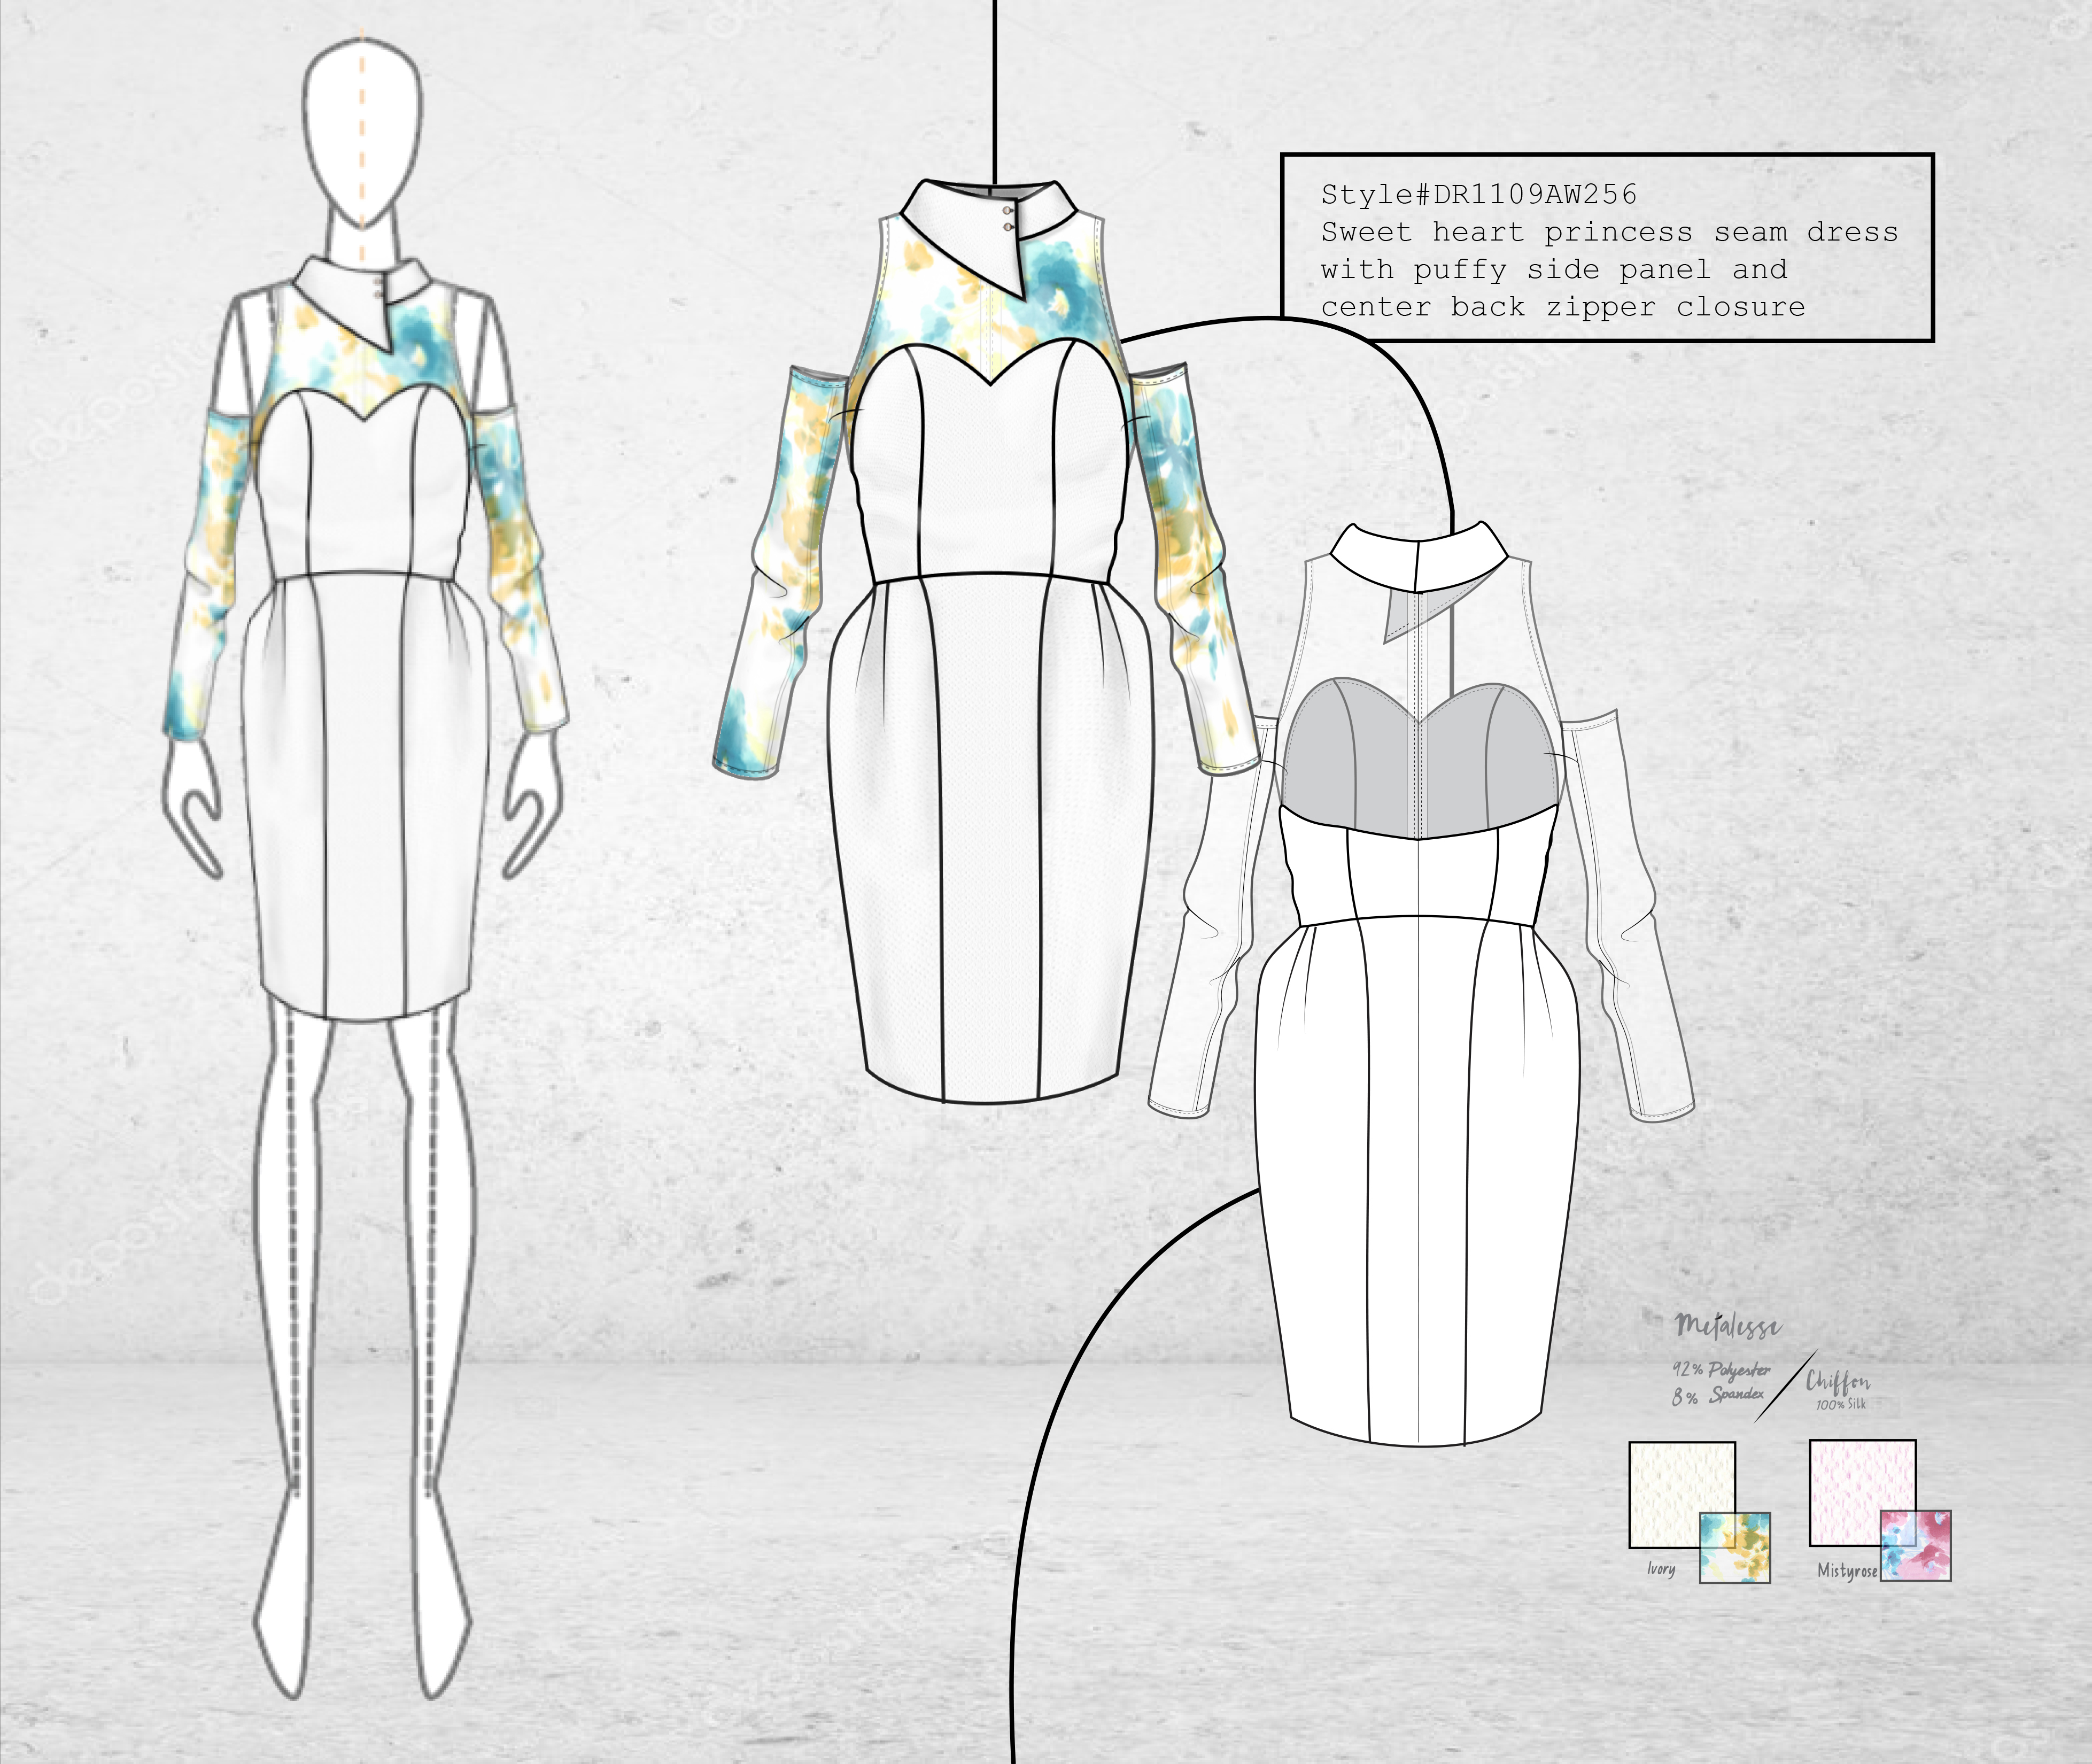 Style#DR1109AW256
Sweet heart princess seam dress
with puffy side panel and
center back zipper closure
Metalesse
92% Polyester
8% Spandex
Chiffon
100% Silk
Ivory
Mistyrose